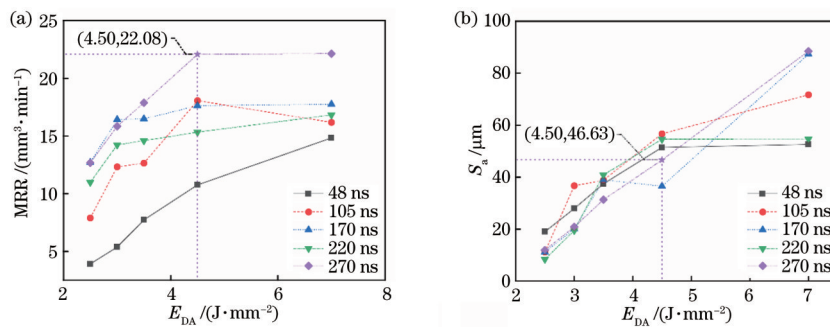 (a)
25
20
15
10
5
MRR /(mm³·min⁻¹)
(4.50,22.08)
48 ns
105 ns
170 ns
220 ns
270 ns
2
4
6
8
E_DA /(J·mm⁻²)
(b)
100
80
60
40
20
0
S_a /μm
(4.50,46.63)
48 ns
105 ns
170 ns
220 ns
270 ns
2
3
4
5
6
7
E_DA /(J·mm⁻²)